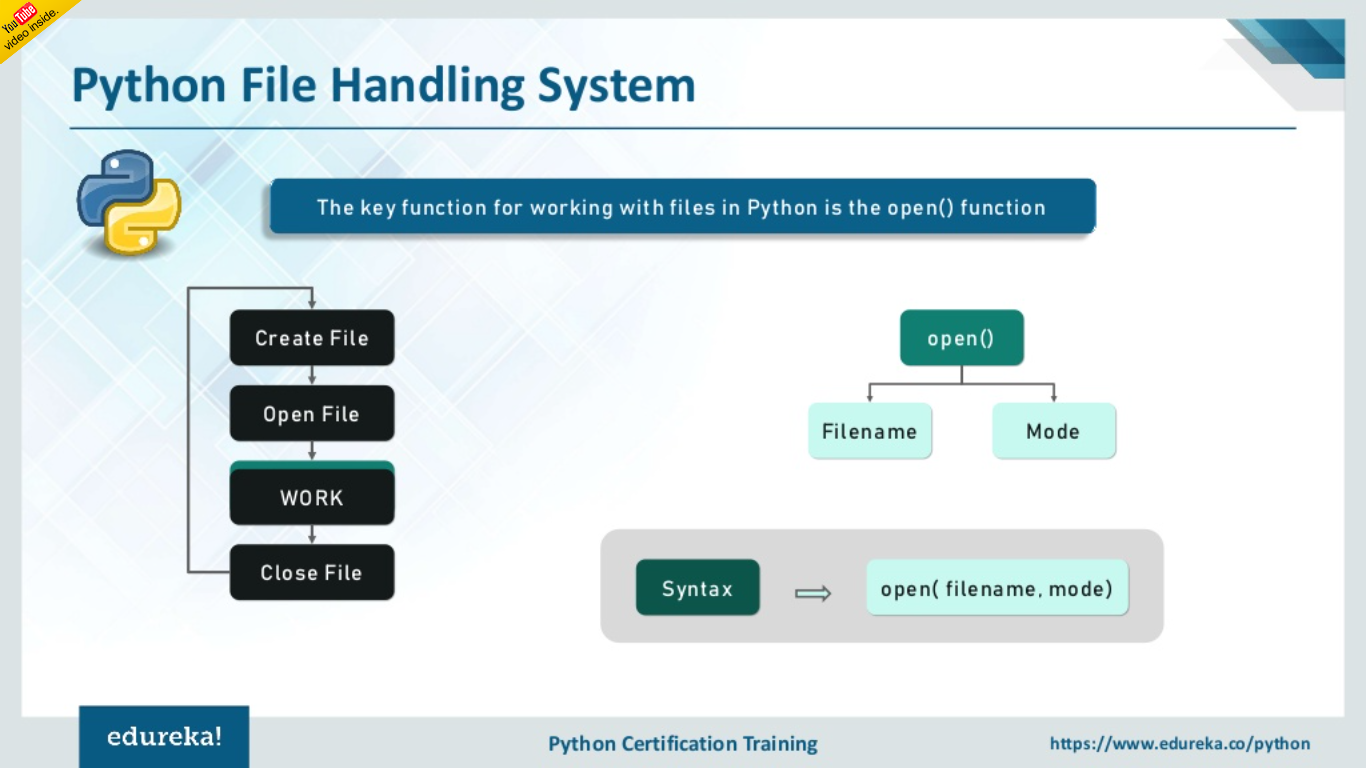 YouTube
video inside.
Python File Handling System
The key function for working with files in Python is the open() function
Create File
Open File
WORK
Close File
open()
Filename
Mode
Syntax
open( filename, mode)
edureka!
Python Certification Training
https://www.edureka.co/python